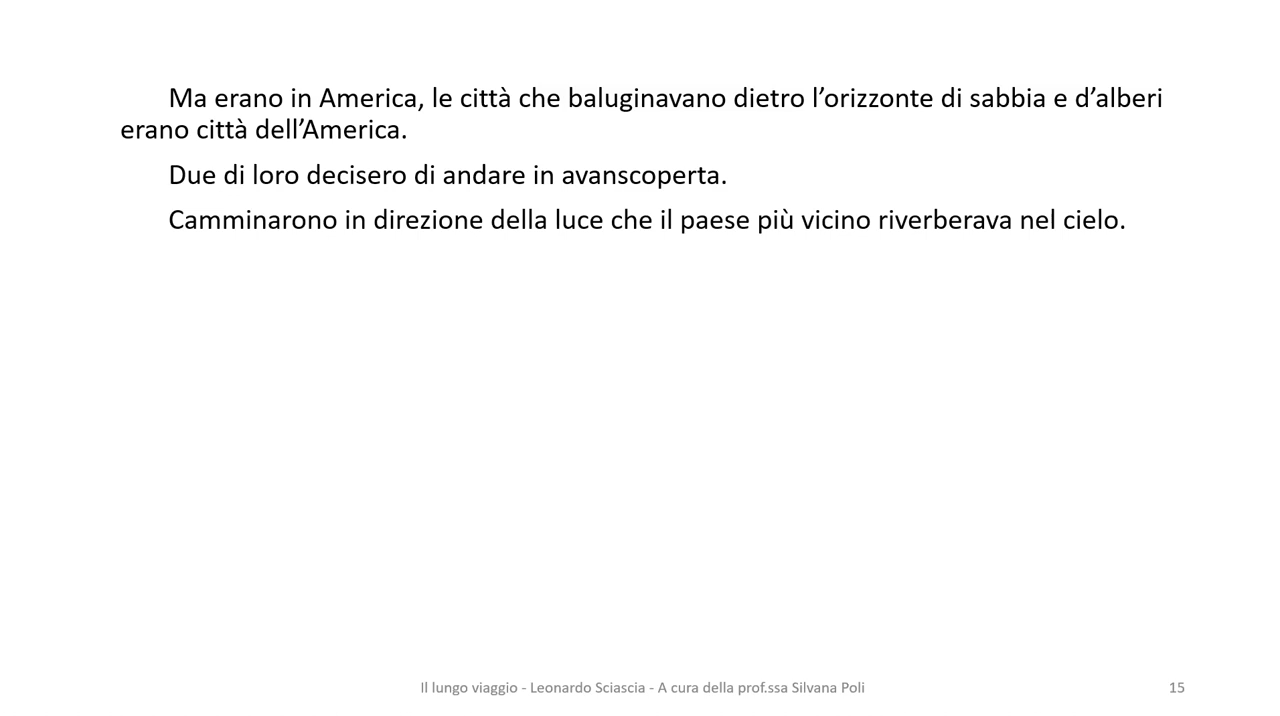 Ma erano in America, le città che baluginavano dietro l’orizzonte di sabbia e d’alberi
erano città dell’America.
Due di loro decisero di andare in avanscoperta.
Camminarono in direzione della luce che il paese più vicino riverberava nel cielo.
Il lungo viaggio - Leonardo Sciascia - A cura della prof.ssa Silvana Poli
15